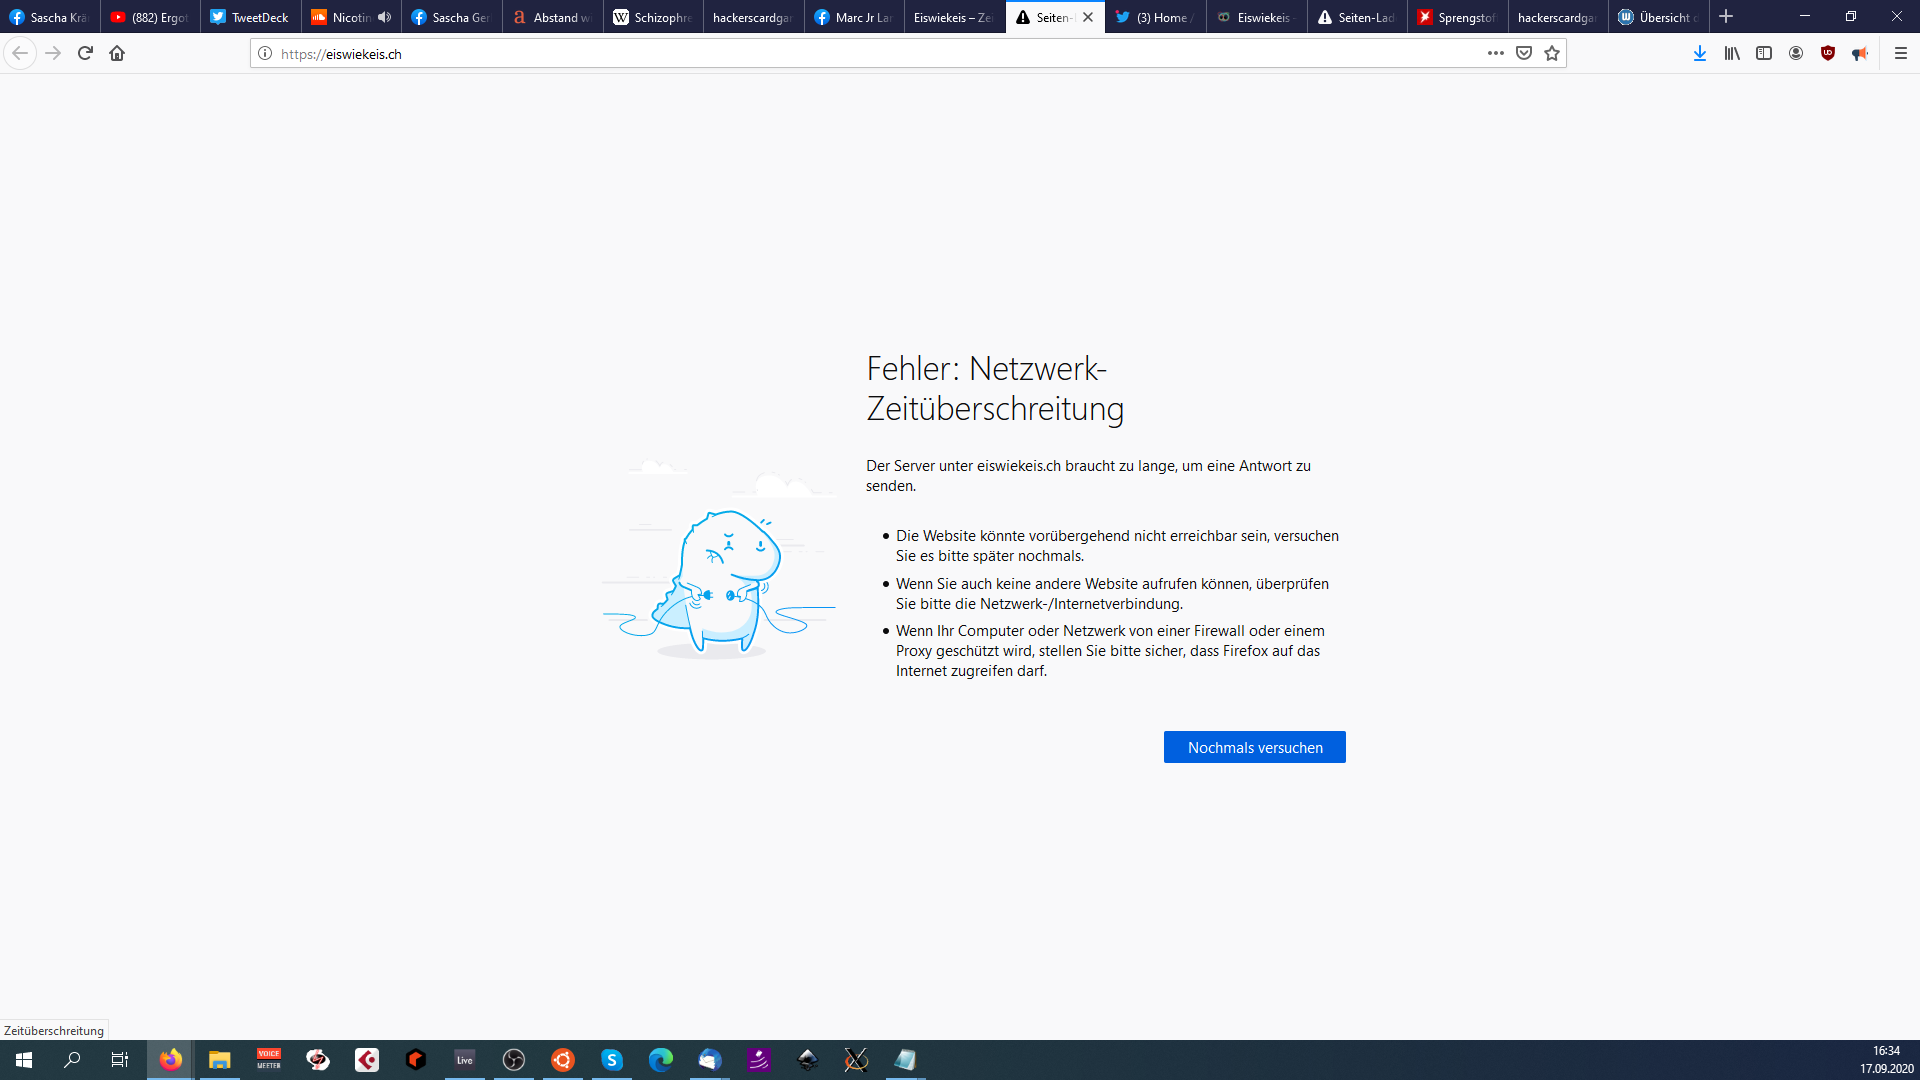 Sascha Krä
(882) Ergot
TweetDeck
Nicotin
Sascha Ger
Abstand wi
Schizophre
hackerscardgar
Marc Jr Lar
Eiswiekeis – Zei
Seiten-
(3) Home /
Eiswiekeis -
Seiten-Lad
Sprengstof
hackerscardgar
Übersicht d
https://eiswiekeis.ch
Fehler: Netzwerk-
Zeitüberschreitung
Der Server unter eiswiekeis.ch braucht zu lange, um eine Antwort zu
senden.
Die Website könnte vorübergehend nicht erreichbar sein, versuchen
Sie es bitte später nochmals.
Wenn Sie auch keine andere Website aufrufen können, überprüfen
Sie bitte die Netzwerk-/Internetverbindung.
Wenn Ihr Computer oder Netzwerk von einer Firewall oder einem
Proxy geschützt wird, stellen Sie bitte sicher, dass Firefox auf das
Internet zugreifen darf.
Nochmals versuchen
Zeitüberschreitung
VOICE
MEETER
Live
16:34
17.09.2020